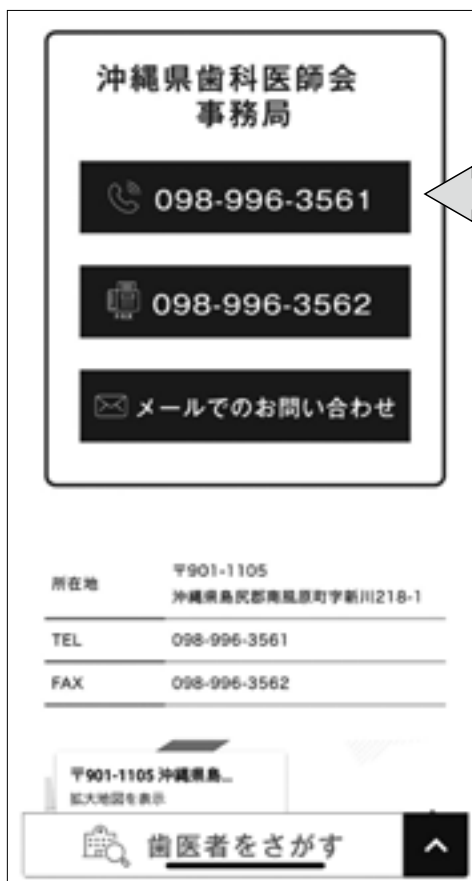 沖縄県歯科医師会
事務局
098-996-3561
FAX
098-996-3562
メールでのお問い合わせ
所在地
〒901-1105
沖縄県島尻郡南風原町字新川218-1
TEL
098-996-3561
FAX
098-996-3562
〒901-1105 沖縄県島...
拡大地図を表示
歯医者をさがす